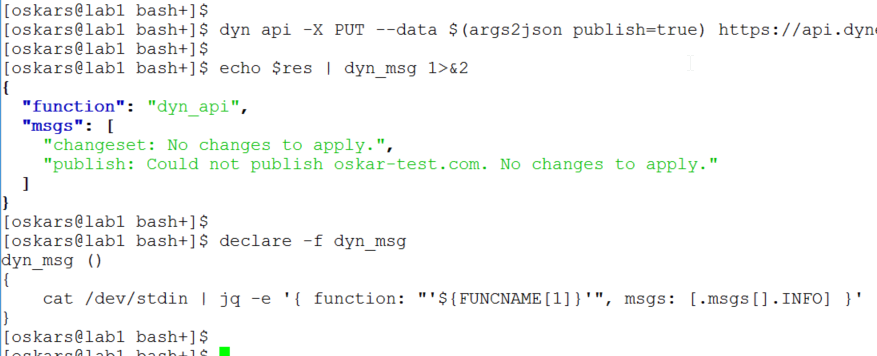 [oskars@lab1 bash+]$
[oskars@lab1 bash+]$ dyn api -X PUT --data $(args2json publish=true) https://api.dyne
[oskars@lab1 bash+]$
[oskars@lab1 bash+]$ echo $res | dyn_msg 1>&2
{
  "function": "dyn_api",
  "msgs": [
    "changeset: No changes to apply.",
    "publish: Could not publish oskar-test.com. No changes to apply."
  ]
}
[oskars@lab1 bash+]$
[oskars@lab1 bash+]$ declare -f dyn_msg
dyn_msg ()
{
    cat /dev/stdin | jq -e '{ function: "'${FUNCNAME[1]}'", msgs: [.msgs[].INFO] }'
}
[oskars@lab1 bash+]$
[oskars@lab1 bash+]$